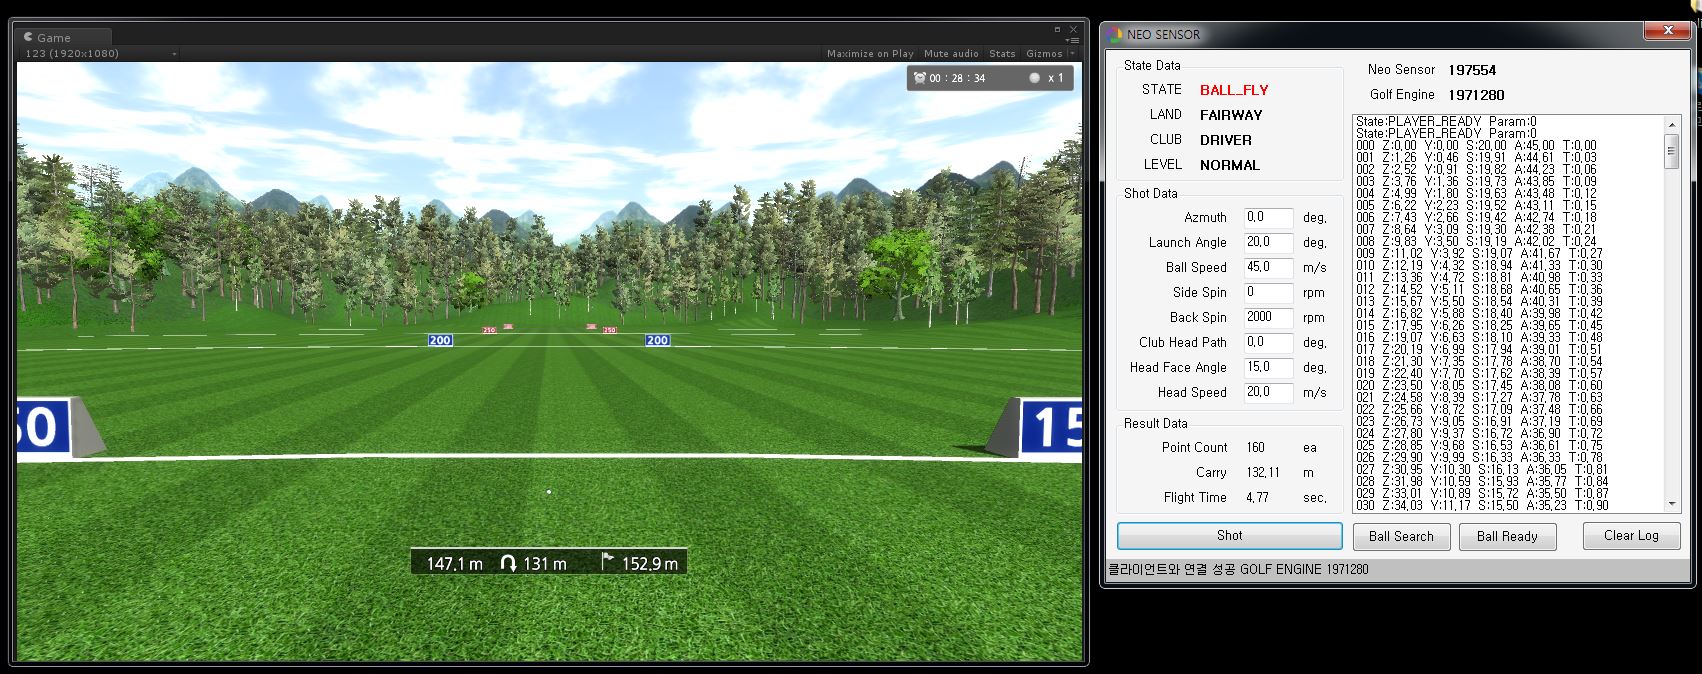 Game
123 (1920x1080)
Maximize on Play Mute audio Stats Gizmos
00 : 28 : 34 x 1
250 250
200 200
50 15
147.1 m 131 m 152.9 m
NEO SENSOR
State Data
STATE BALL_FLY
LAND FAIRWAY
CLUB DRIVER
LEVEL NORMAL
Shot Data
Azimuth 0,0 deg.
Launch Angle 20,0 deg.
Ball Speed 45,0 m/s
Side Spin 0 rpm
Back Spin 2000 rpm
Club Head Path 0,0 deg.
Head Face Angle 15,0 deg.
Head Speed 20,0 m/s
Result Data
Point Count 160 ea
Carry 132,11 m
Flight Time 4,77 sec.
Shot
Neo Sensor 197554
Golf Engine 1971280
State:PLAYER_READY Param:0
State:PLAYER_READY Param:0
000 Z:0,00 Y:0,00 S:20,00 A:45,00 T:0,00
001 Z:1,26 Y:0,46 S:19,91 A:44,61 T:0,03
002 Z:2,52 Y:0,91 S:19,82 A:44,23 T:0,06
003 Z:3,76 Y:1,36 S:19,73 A:43,85 T:0,09
004 Z:4,99 Y:1,80 S:19,63 A:43,48 T:0,12
005 Z:6,22 Y:2,23 S:19,52 A:43,11 T:0,15
006 Z:7,43 Y:2,66 S:19,42 A:42,74 T:0,18
007 Z:8,64 Y:3,09 S:19,30 A:42,38 T:0,21
008 Z:9,83 Y:3,50 S:19,19 A:42,02 T:0,24
009 Z:11,02 Y:3,92 S:19,07 A:41,67 T:0,27
010 Z:12,19 Y:4,32 S:18,94 A:41,33 T:0,30
011 Z:13,36 Y:4,72 S:18,81 A:40,98 T:0,33
012 Z:14,52 Y:5,11 S:18,68 A:40,65 T:0,36
013 Z:15,67 Y:5,50 S:18,54 A:40,31 T:0,39
014 Z:16,82 Y:5,88 S:18,40 A:39,98 T:0,42
015 Z:17,95 Y:6,26 S:18,25 A:39,65 T:0,45
016 Z:19,07 Y:6,63 S:18,10 A:39,33 T:0,48
017 Z:20,19 Y:6,99 S:17,94 A:39,01 T:0,51
018 Z:21,30 Y:7,35 S:17,78 A:38,70 T:0,54
019 Z:22,40 Y:7,70 S:17,62 A:38,39 T:0,57
020 Z:23,50 Y:8,05 S:17,45 A:38,08 T:0,60
021 Z:24,58 Y:8,39 S:17,27 A:37,78 T:0,63
022 Z:25,66 Y:8,72 S:17,09 A:37,48 T:0,66
023 Z:26,73 Y:9,05 S:16,91 A:37,19 T:0,69
024 Z:27,80 Y:9,37 S:16,72 A:36,90 T:0,72
025 Z:28,85 Y:9,68 S:16,53 A:36,61 T:0,75
026 Z:29,90 Y:9,99 S:16,33 A:36,33 T:0,78
027 Z:30,95 Y:10,30 S:16,13 A:36,05 T:0,81
028 Z:31,98 Y:10,59 S:15,93 A:35,77 T:0,84
029 Z:33,01 Y:10,89 S:15,72 A:35,50 T:0,87
030 Z:34,03 Y:11,17 S:15,50 A:35,23 T:0,90
Ball Search Ball Ready Clear Log
클라이언트와 연결 성공 GOLF ENGINE 1971280